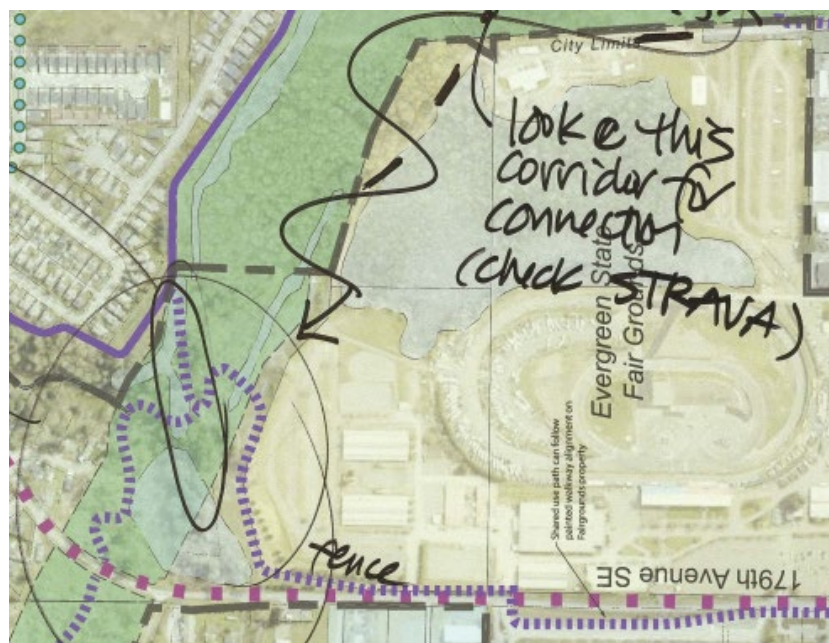 City Limits
look @ this
corridor for
connection
(check STRAVA)
Evergreen State
Fair Grounds
Shared use path can follow
painted walkway alignment on
Fairgrounds property
fence
179th Avenue SE